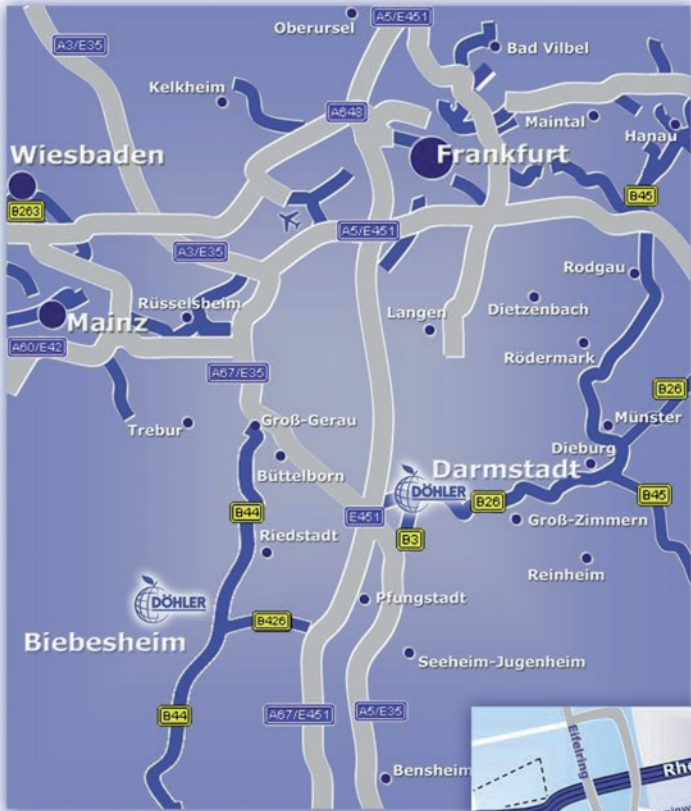 A5/E451
Oberursel
A3/E35
Bad Vilbel
Kelkheim
A648
Maintal
Hanau
Wiesbaden
Frankfurt
B263
B45
A5/E451
A3/E35
Rodgau
Rüsselsheim
Langen
Dietzenbach
Mainz
A60/E42
Rödermark
A67/E35
B26
Trebur
Groß-Gerau
Münster
Büttelborn
Darmstadt
Dieburg
DÖHLER
B44
E451
B26
B45
Groß-Zimmern
B3
Riedstadt
Reinheim
DÖHLER
Pfungstadt
B426
Biebesheim
Seeheim-Jugenheim
B44
A67/E451
A5/E35
Eifelring
Rhe
Bensheim